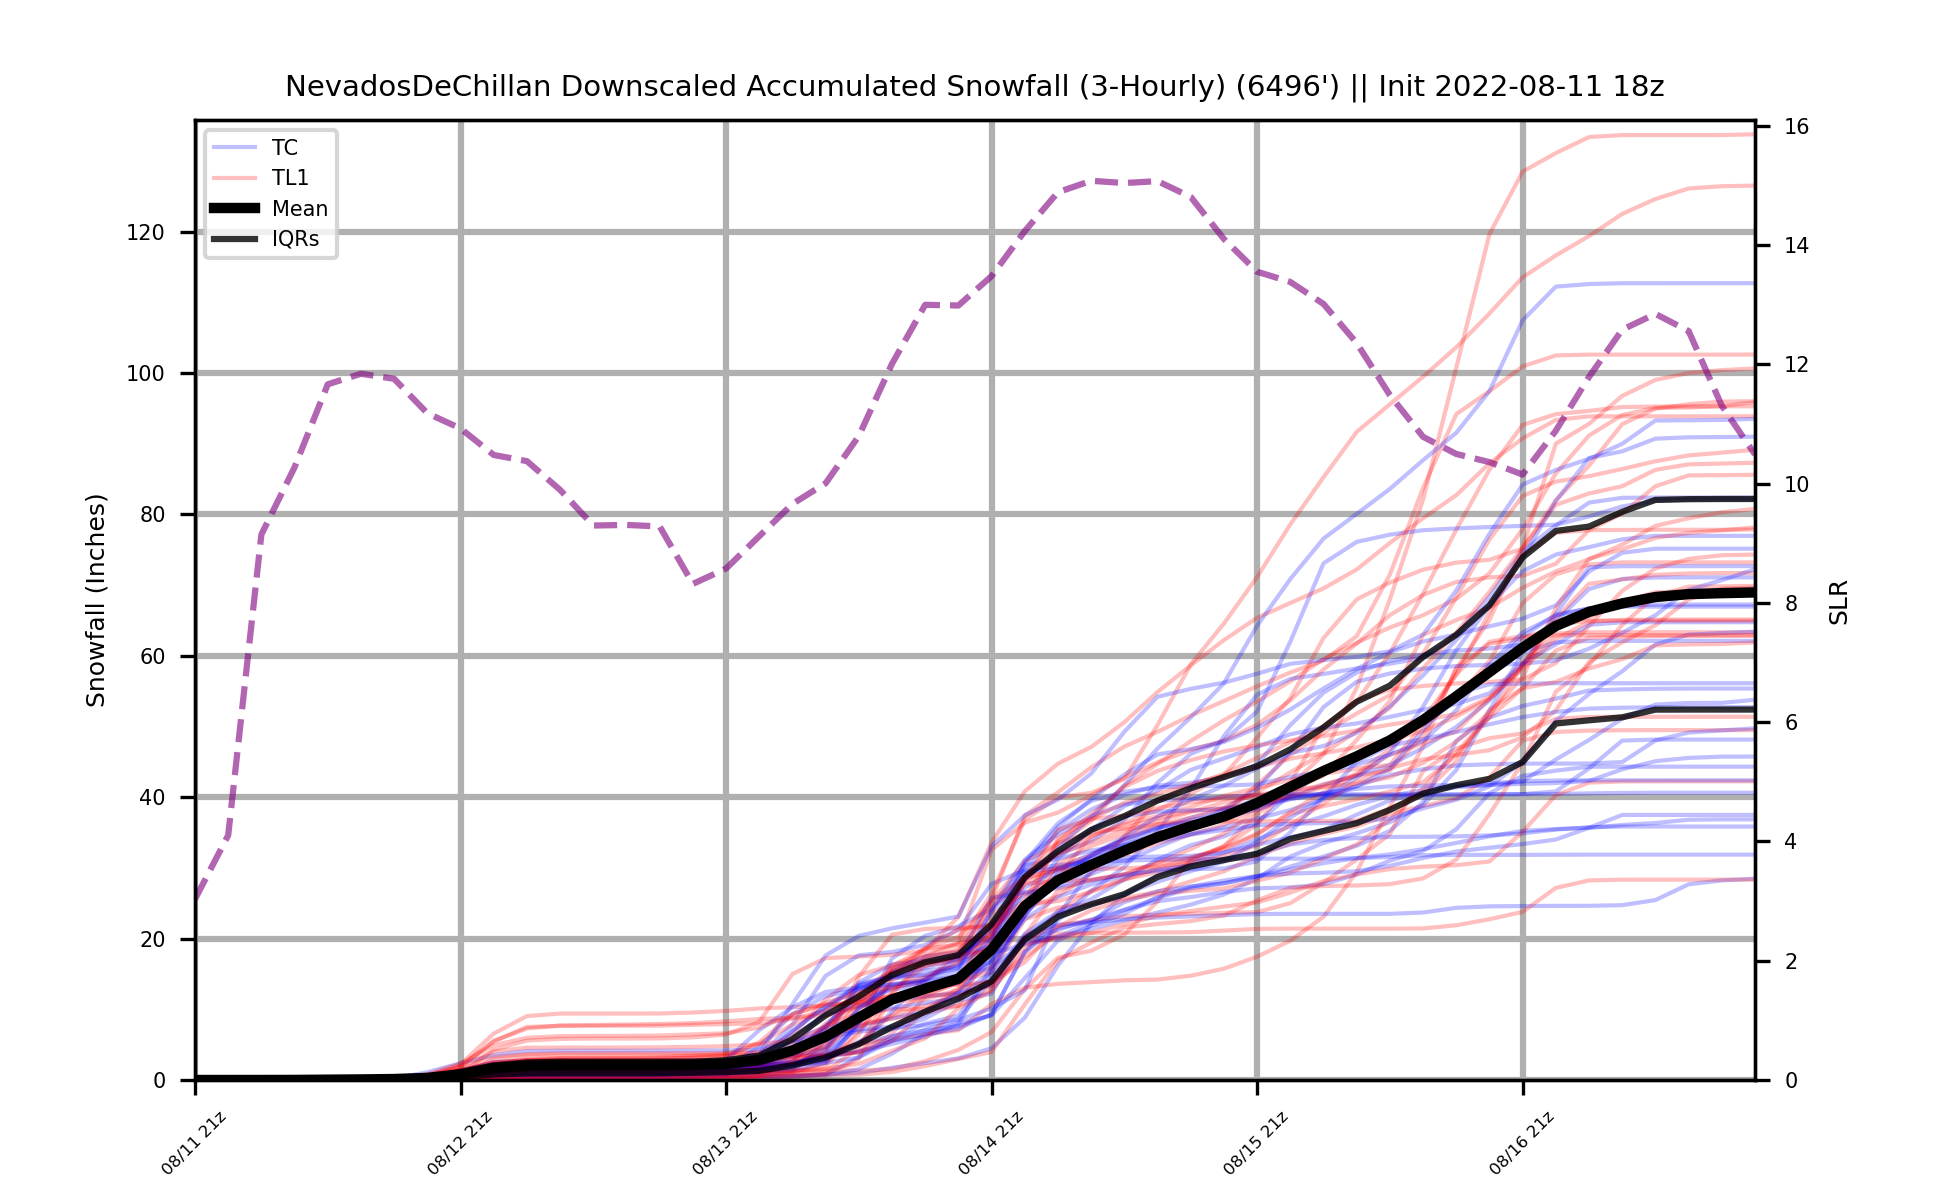 NevadosDeChillan Downscaled Accumulated Snowfall (3-Hourly) (6496') || Init 2022-08-11 18z
TC
TL1
Mean
IQRs
Snowfall (Inches)
120
100
80
60
40
20
0
16
14
12
10
8
6
4
2
0
SLR
08/11 21z
08/12 21z
08/13 21z
08/14 21z
08/15 21z
08/16 21z